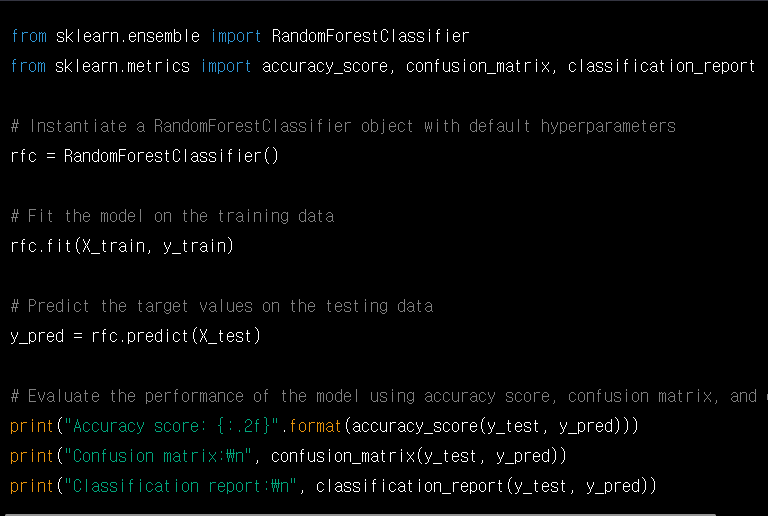 from sklearn.ensemble import RandomForestClassifier
from sklearn.metrics import accuracy_score, confusion_matrix, classification_report
# Instantiate a RandomForestClassifier object with default hyperparameters
rfc = RandomForestClassifier()
# Fit the model on the training data
rfc.fit(X_train, y_train)
# Predict the target values on the testing data
y_pred = rfc.predict(X_test)
# Evaluate the performance of the model using accuracy score, confusion matrix, and
print("Accuracy score: {:.2f}".format(accuracy_score(y_test, y_pred)))
print("Confusion matrix:₩n", confusion_matrix(y_test, y_pred))
print("Classification report:₩n", classification_report(y_test, y_pred))